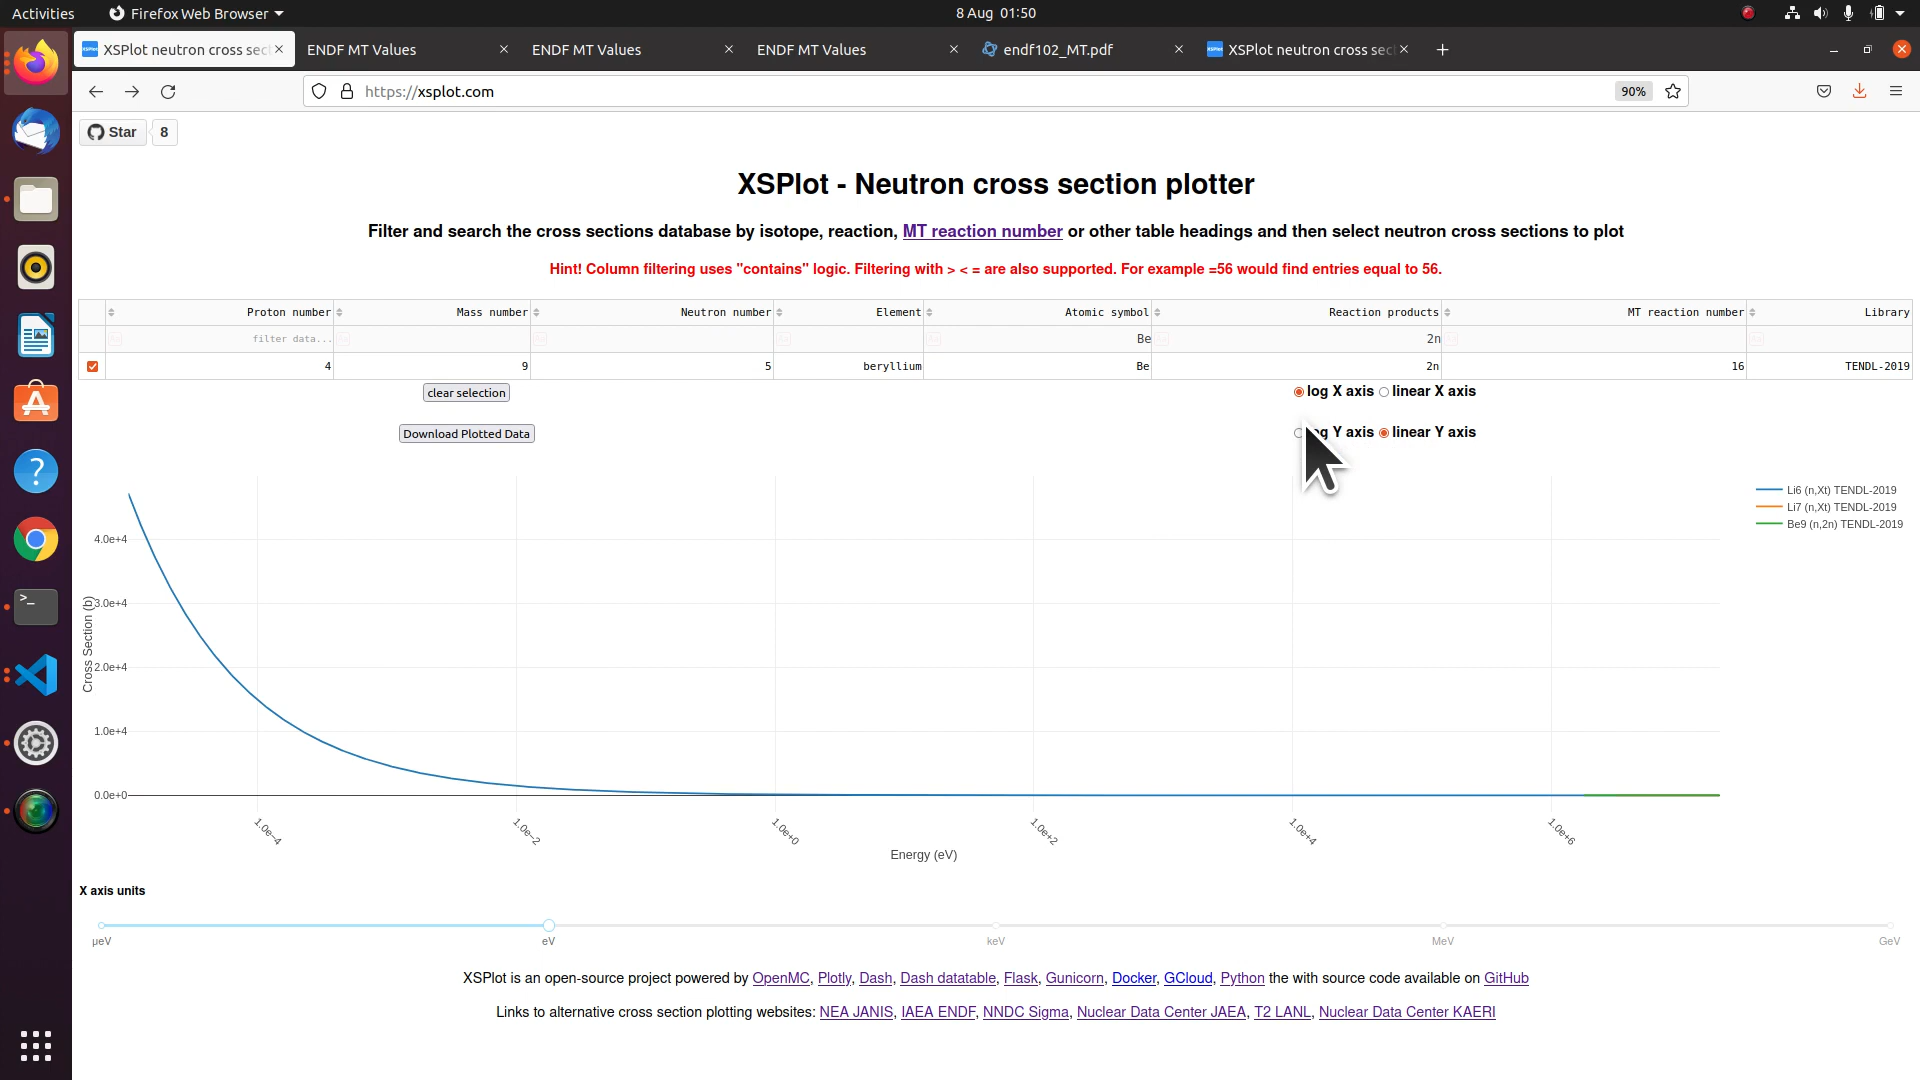 Activities
Firefox Web Browser
8 Aug 01:50
XSPlot neutron cross sec
ENDF MT Values
ENDF MT Values
ENDF MT Values
endf102_MT.pdf
XSPlot neutron cross sec
https://xsplot.com
90%
Star
8
XSPlot - Neutron cross section plotter
Filter and search the cross sections database by isotope, reaction, MT reaction number or other table headings and then select neutron cross sections to plot
Hint! Column filtering uses "contains" logic. Filtering with > < = are also supported. For example =56 would find entries equal to 56.
Proton number Mass number Neutron number Element Atomic symbol Reaction products MT reaction number Library
filter data... Be 2n
4 9 5 beryllium Be 2n 16 TENDL-2019
clear selection
log X axis linear X axis
Download Plotted Data
Y axis linear Y axis
Li6 (n,Xt) TENDL-2019
Li7 (n,Xt) TENDL-2019
Be9 (n,2n) TENDL-2019
Cross Section (b)
4.0e+4
3.0e+4
2.0e+4
1.0e+4
0.0e+0
1.0e−4
1.0e−2
1.0e+0
1.0e+2
1.0e+4
1.0e+6
Energy (eV)
X axis units
μeV
eV
keV
MeV
GeV
XSPlot is an open-source project powered by OpenMC, Plotly, Dash, Dash datatable, Flask, Gunicorn, Docker, GCloud, Python the with source code available on GitHub
Links to alternative cross section plotting websites: NEA JANIS, IAEA ENDF, NNDC Sigma, Nuclear Data Center JAEA, T2 LANL, Nuclear Data Center KAERI